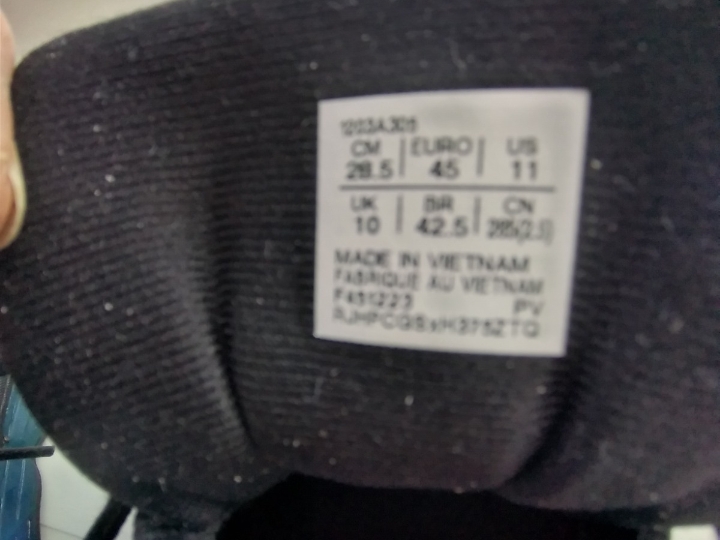 1203A305
CM EURO US
28.5 45 11
UK BR CN
10 42.5 285(2.5)
MADE IN VIETNAM
FABRIQUE AU VIETNAM
PV